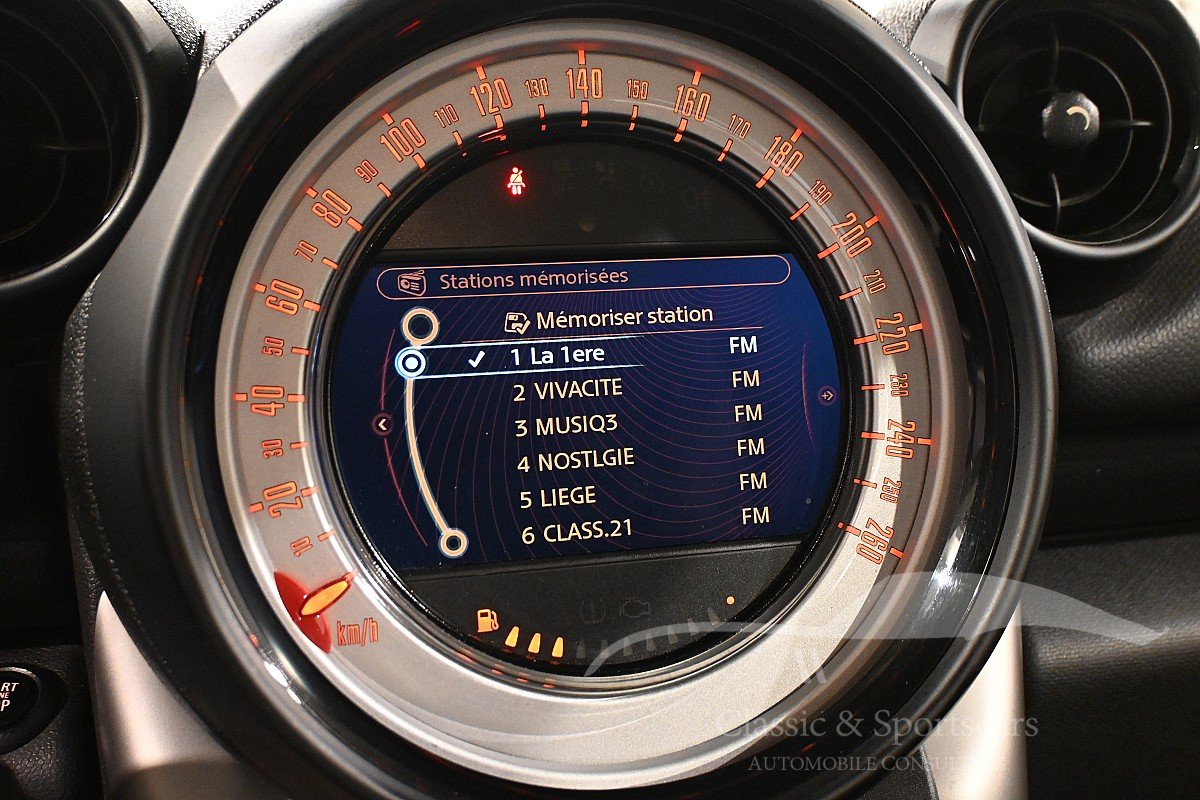 10
20
30
40
50
60
70
80
90
100
110
120
130
140
150
160
170
180
190
200
210
220
230
240
250
260
km/h
Stations mémorisées
Mémoriser station
1 La 1ere FM
2 VIVACITE FM
3 MUSIQ3 FM
4 NOSTLGIE FM
5 LIEGE FM
6 CLASS.21 FM
Classic & Sports
AUTOMOBILE